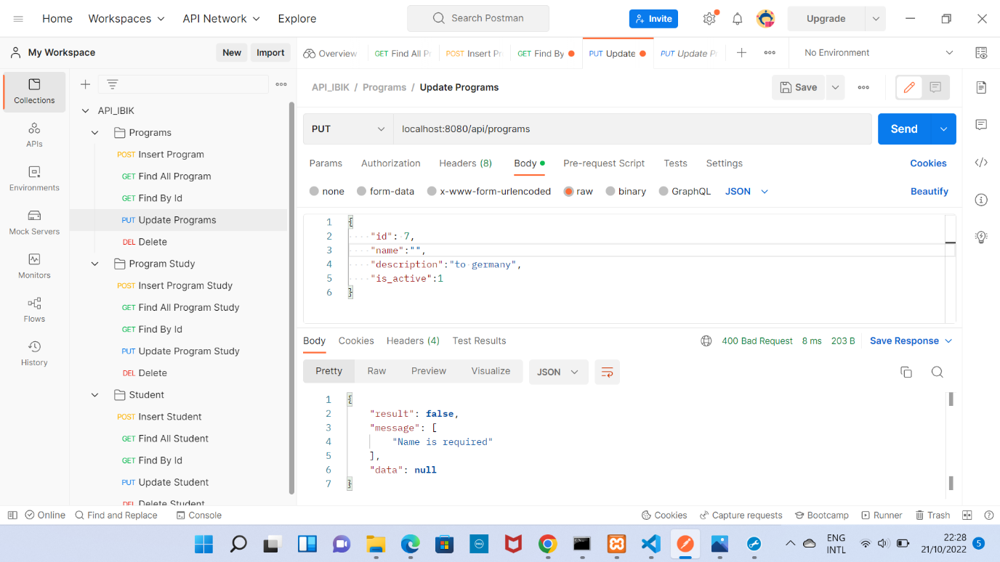 Home Workspaces API Network Explore Search Postman Invite Upgrade
My Workspace New Import Overview GET Find All Pr POST Insert Pr GET Find By PUT Update PUT Update Pr No Environment
Collections
APIs
Environments
Mock Servers
Monitors
Flows
History
API_IBIK
Programs
POST Insert Program
GET Find All Program
GET Find By Id
PUT Update Programs
DEL Delete
Program Study
POST Insert Program Study
GET Find All Program Study
GET Find By Id
PUT Update Program Study
DEL Delete
Student
POST Insert Student
GET Find All Student
GET Find By Id
PUT Update Student
DEL Delete Student
API_IBIK / Programs / Update Programs Save
PUT localhost:8080/api/programs Send
Params Authorization Headers (8) Body Pre-request Script Tests Settings Cookies
none form-data x-www-form-urlencoded raw binary GraphQL JSON Beautify
1 {
2 "id": 7,
3 "name":"",
4 "description":"to germany",
5 "is_active":1
6 }
Body Cookies Headers (4) Test Results 400 Bad Request 8 ms 203 B Save Response
Pretty Raw Preview Visualize JSON
1 {
2 "result": false,
3 "message": [
4 "Name is required"
5 ],
6 "data": null
7 }
Online Find and Replace Console Cookies Capture requests Bootcamp Runner Trash
ENG
INTL
22:28
21/10/2022
5